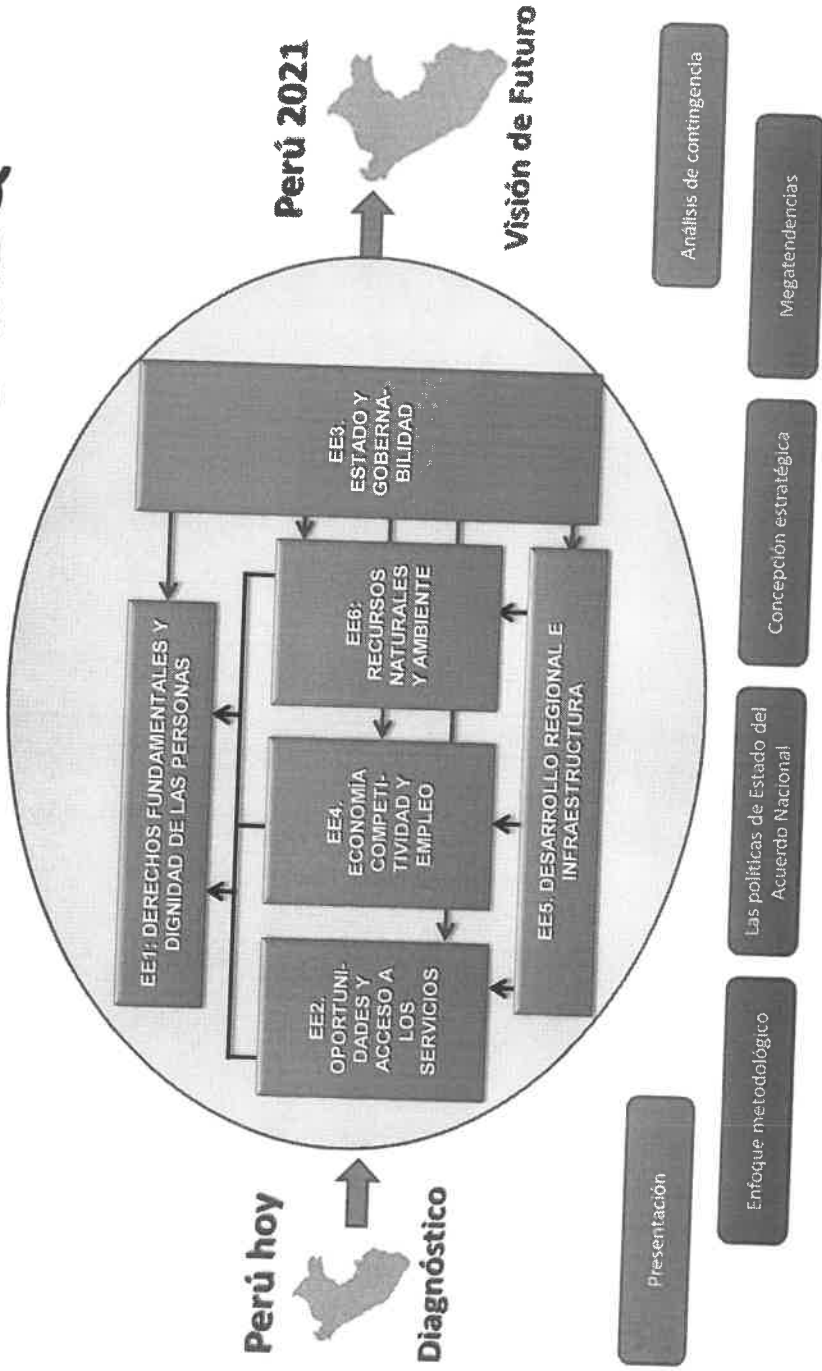 Perú hoy
Diagnóstico
EE1: DERECHOS FUNDAMENTALES Y
DIGNIDAD DE LAS PERSONAS
EE2.
OPORTUNI-
DADES Y
ACCESO A
LOS
SERVICIOS
EE4.
ECONOMÍA
COMPETI-
TIVIDAD Y
EMPLEO
EE6:
RECURSOS
NATURALES
Y AMBIENTE
EE3.
ESTADO Y
GOBERNA-
BILIDAD
EE5. DESARROLLO REGIONAL E
INFRAESTRUCTURA
Perú 2021
Visión de Futuro
Presentación
Enfoque metodológico
Las políticas de Estado del
Acuerdo Nacional
Concepción estratégica
Megatendencias
Análisis de contingencia